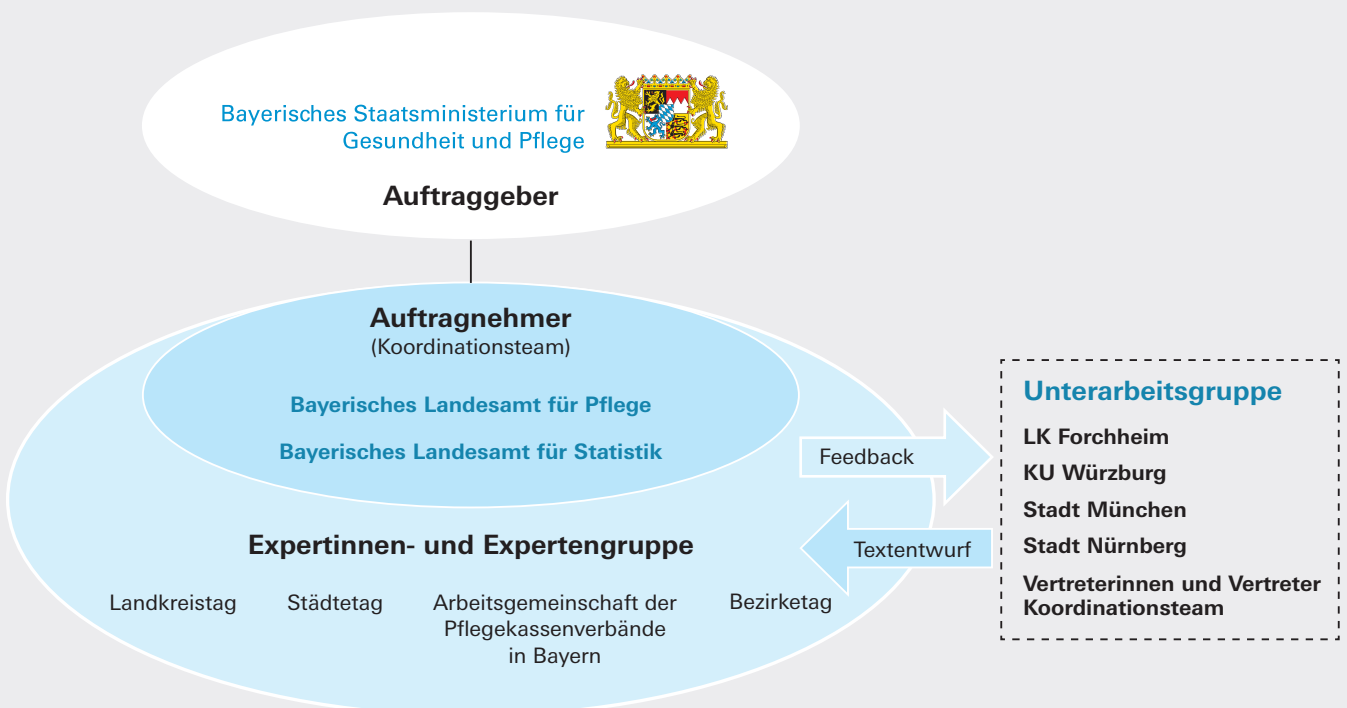 Bayerisches Staatsministerium für
Gesundheit und Pflege
Auftraggeber
Auftragnehmer
(Koordinationsteam)
Bayerisches Landesamt für Pflege
Bayerisches Landesamt für Statistik
Expertinnen- und Expertengruppe
Landkreistag
Städtetag
Arbeitsgemeinschaft der
Pflegekassenverbände
in Bayern
Bezirketag
Feedback
Textentwurf
Unterarbeitsgruppe
LK Forchheim
KU Würzburg
Stadt München
Stadt Nürnberg
Vertreterinnen und Vertreter
Koordinationsteam